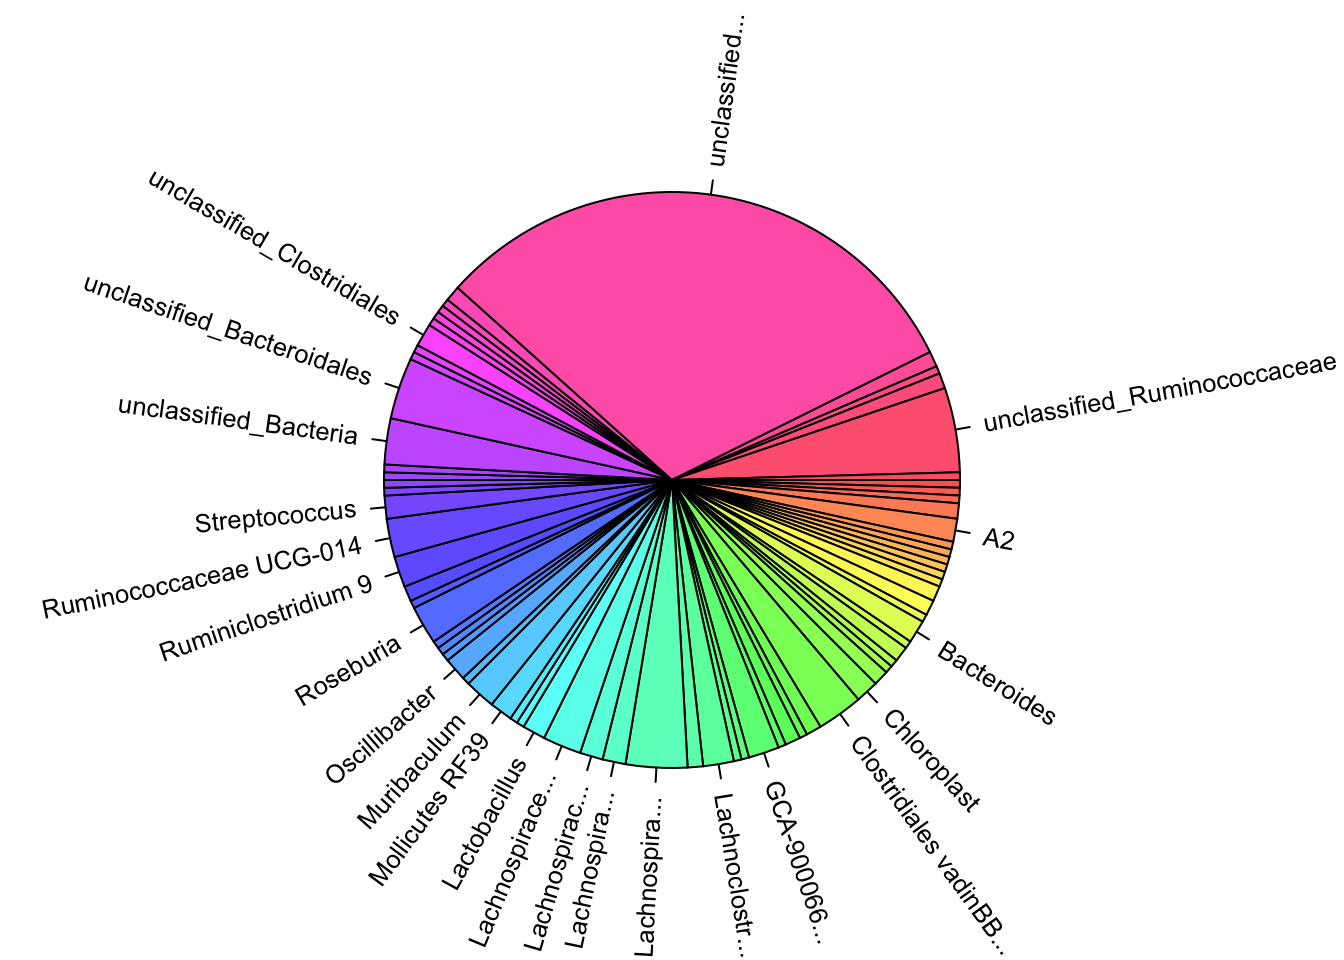 unclassified...
unclassified_Ruminococcaceae
A2
Bacteroides
Chloroplast
Clostridiales vadinBB...
GCA-900066...
Lachnoclostr...
Lachnospira...
Lachnospira...
Lachnospirac...
Lachnospirace...
Lactobacillus
Mollicutes RF39
Muribaculum
Oscillibacter
Roseburia
Ruminiclostridium 9
Ruminococcaceae UCG-014
Streptococcus
unclassified_Bacteria
unclassified_Bacteroidales
unclassified_Clostridiales